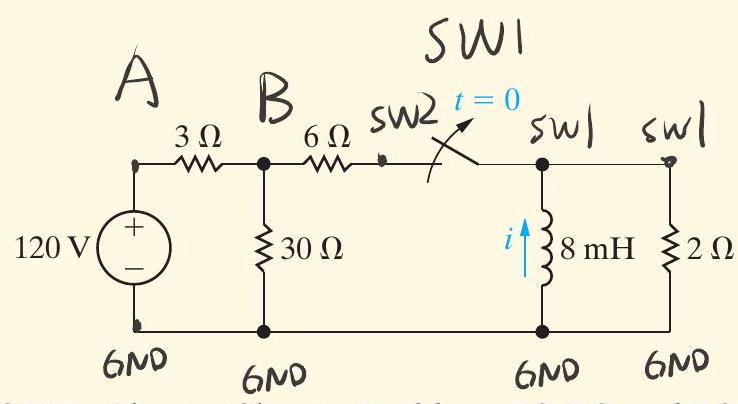 SW1
A
B
SW2
t = 0
SW1
SW1
3 Ω
6 Ω
120 V
+
−
30 Ω
i
8 mH
2 Ω
GND
GND
GND
GND